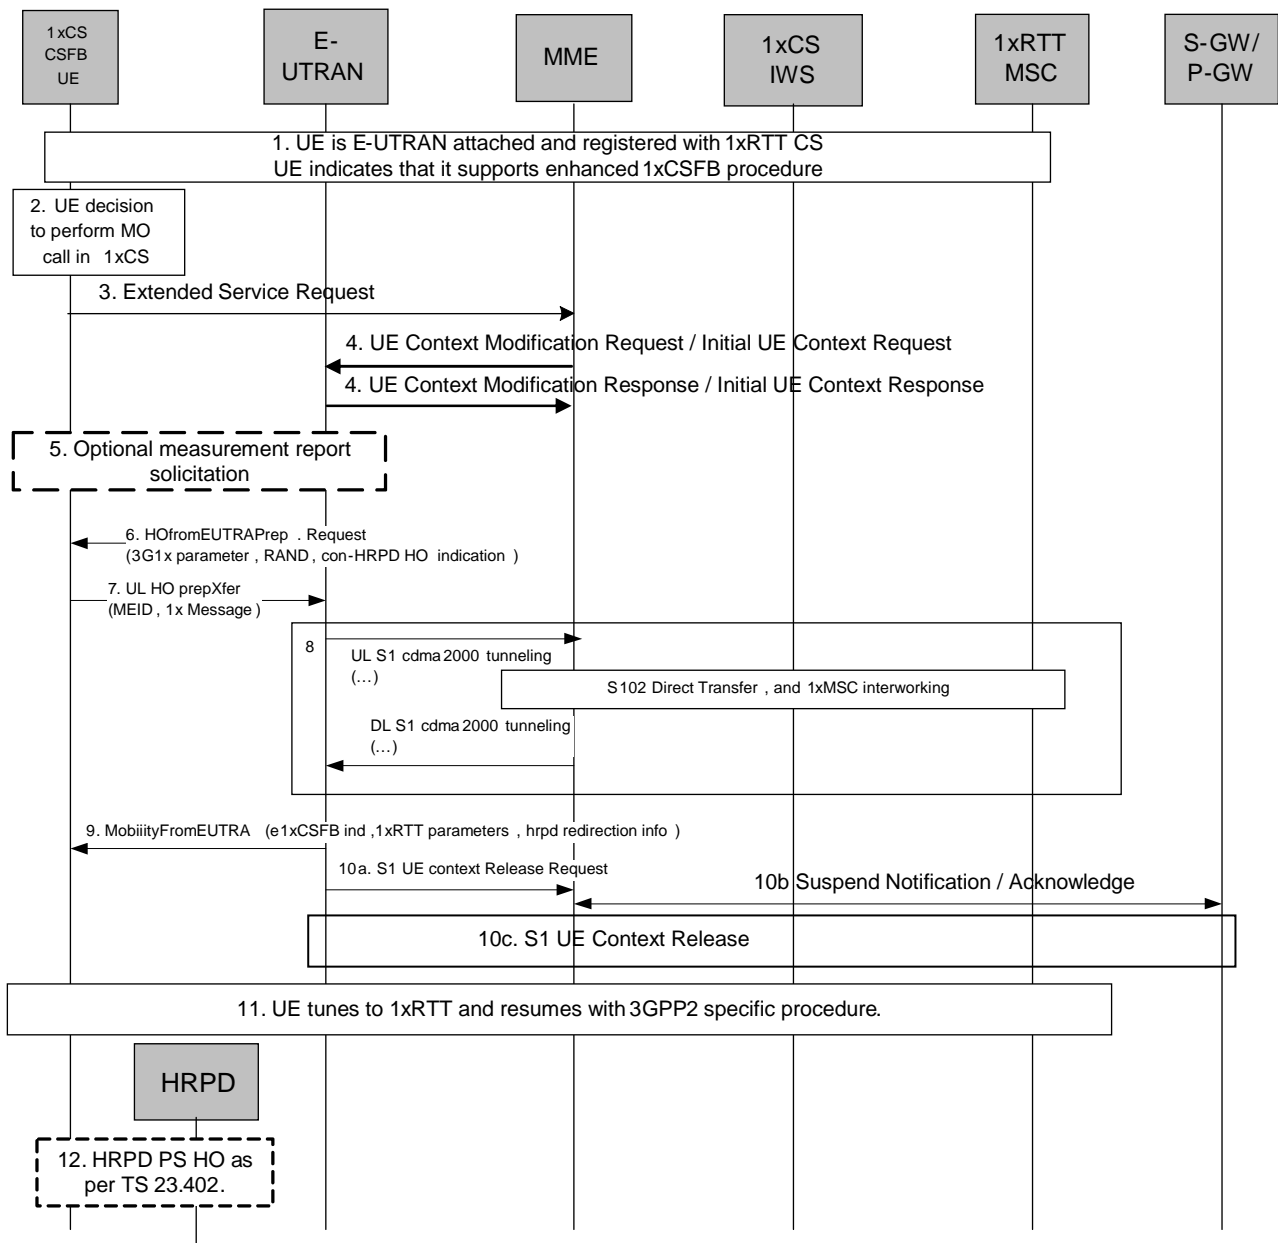 1xCS
CSFB
UE
E-
UTRAN
MME
1xCS
IWS
1xRTT
MSC
S-GW/
P-GW
1. UE is E-UTRAN attached and registered with 1xRTT CS
UE indicates that it supports enhanced 1xCSFB procedure
2. UE decision
to perform MO
call in 1xCS
3. Extended Service Request
4. UE Context Modification Request / Initial UE Context Request
4. UE Context Modification Response / Initial UE Context Response
5. Optional measurement report
solicitation
6. HOfromEUTRAPrep . Request
(3G1x parameter , RAND , con-HRPD HO indication )
7. UL HO prepXfer
(MEID , 1x Message )
8
UL S1 cdma2000 tunneling
(...)
S102 Direct Transfer , and 1xMSC interworking
DL S1 cdma2000 tunneling
(...)
9. MobiiityFromEUTRA (e1xCSFB ind ,1xRTT parameters , hrpd redirection info )
10a. S1 UE context Release Request
10b Suspend Notification / Acknowledge
10c. S1 UE Context Release
11. UE tunes to 1xRTT and resumes with 3GPP2 specific procedure.
HRPD
12. HRPD PS HO as
per TS 23.402.